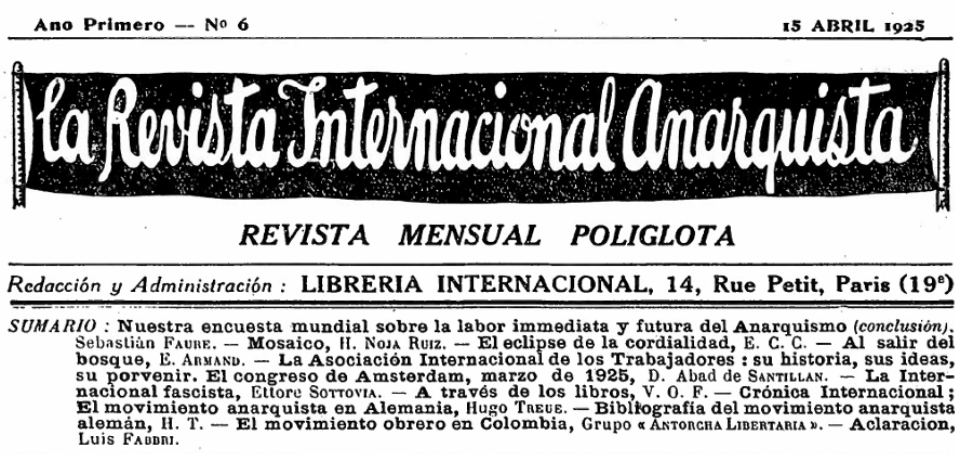 Ano Primero — Nº 6
15 ABRIL 1925
la Revista Internacional Anarquista
REVISTA MENSUAL POLIGLOTA
Redacción y Administración : LIBRERIA INTERNACIONAL, 14, Rue Petit, Paris (19e)
SUMARIO : Nuestra encuesta mundial sobre la labor immediata y futura del Anarquismo (conclusión).
Sebastián FAURE. — Mosaico, H. NOJA RUIZ. — El eclipse de la cordialidad, E. C. C. — Al salir del
bosque, E. ARMAND. — La Asociación Internacional de los Trabajadores : su historia, sus ideas,
su porvenir. El congreso de Amsterdam, marzo de 1925, D. Abad de SANTILLAN. — La Inter-
nacional fascista, Ettore SOTTOVIA. — A través de los libros, V. O. F. — Crónica Internacional ;
El movimiento anarquista en Alemania, Hugo TREUE. — Bibliografia del movimiento anarquista
alemán, H. T. — El movimiento obrero en Colombia, Grupo « ANTORCHA LIBERTARIA ». — Aclaracion,
Luis FABBRI.